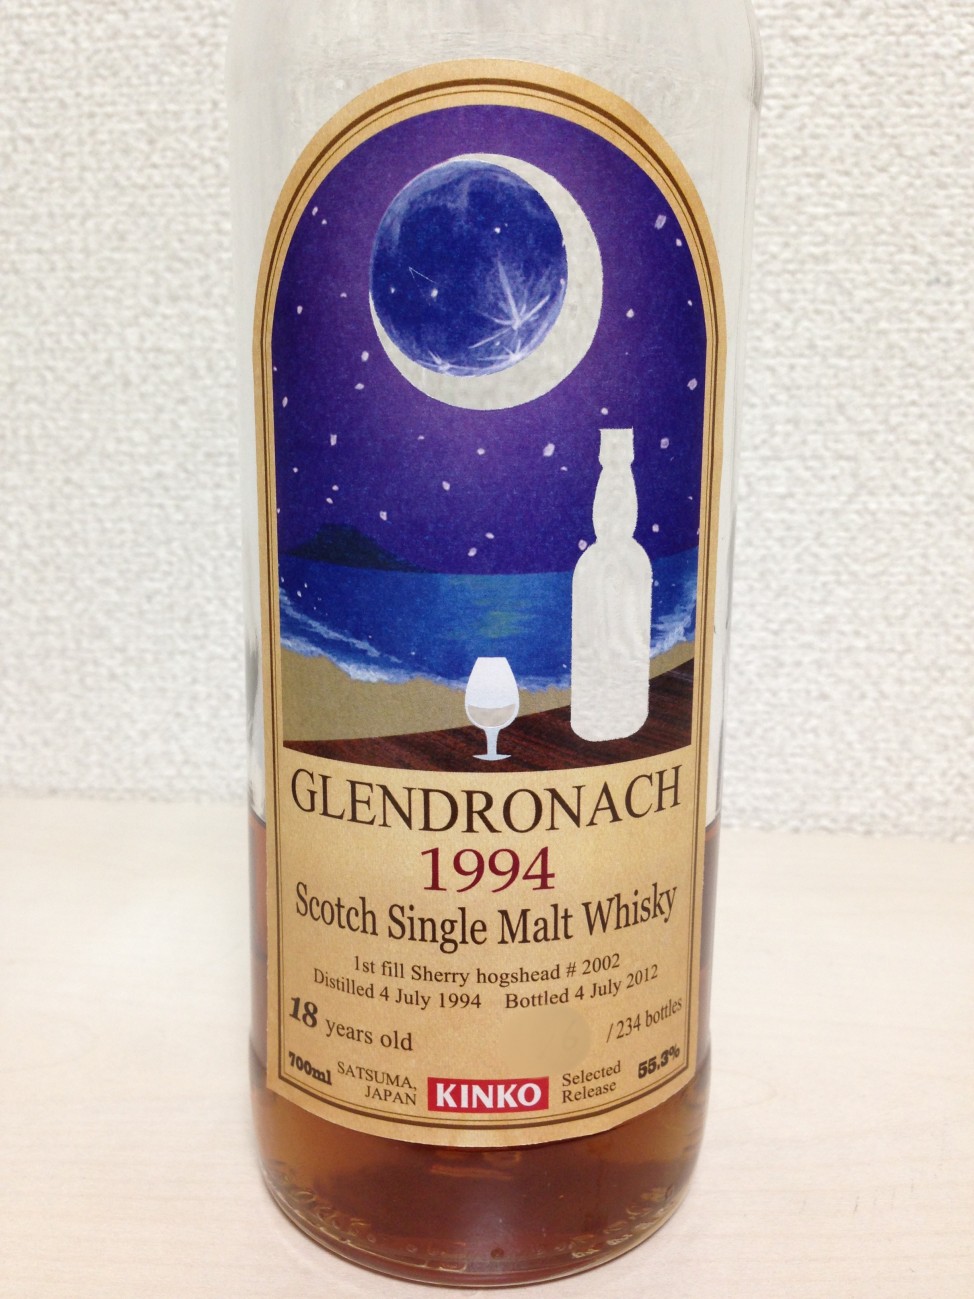 GLENDRONACH
1994
Scotch Single Malt Whisky
1st fill Sherry hogshead # 2002
Distilled 4 July 1994 Bottled 4 July 2012
18 years old / 234 bottles
700ml SATSUMA, JAPAN KINKO Selected Release 55.3%